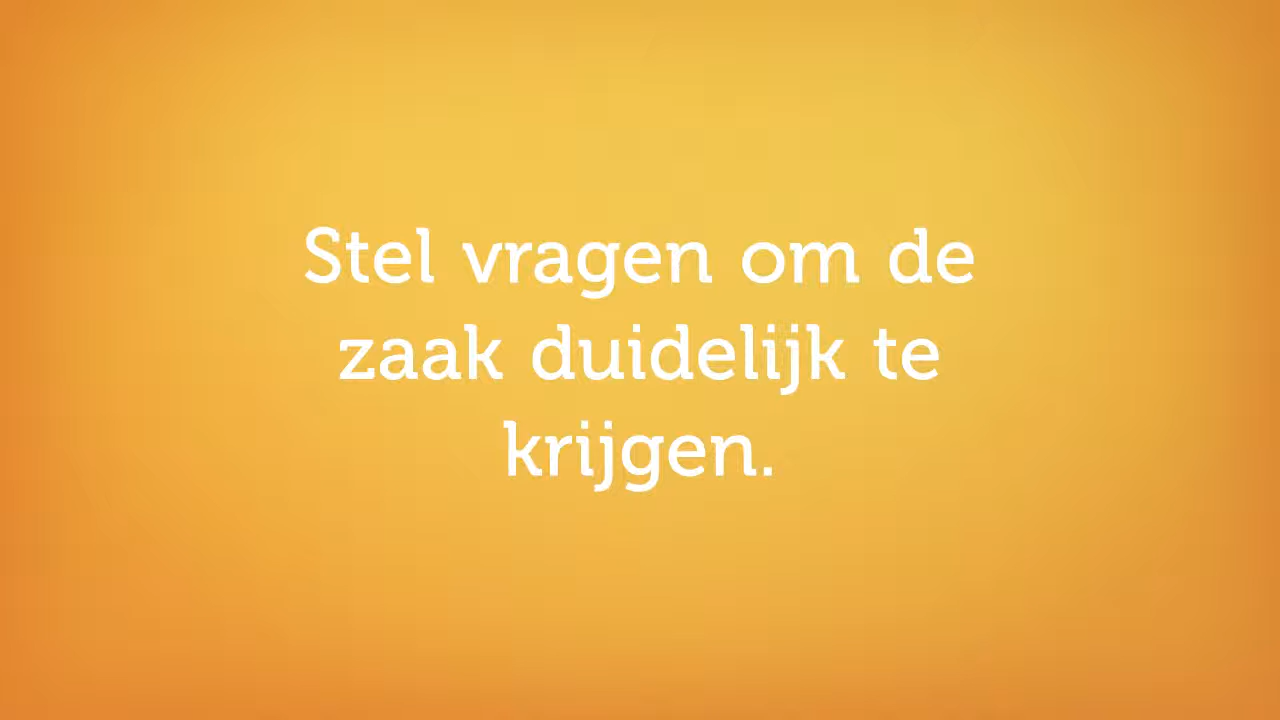 Stel vragen om de
zaak duidelijk te
krijgen.